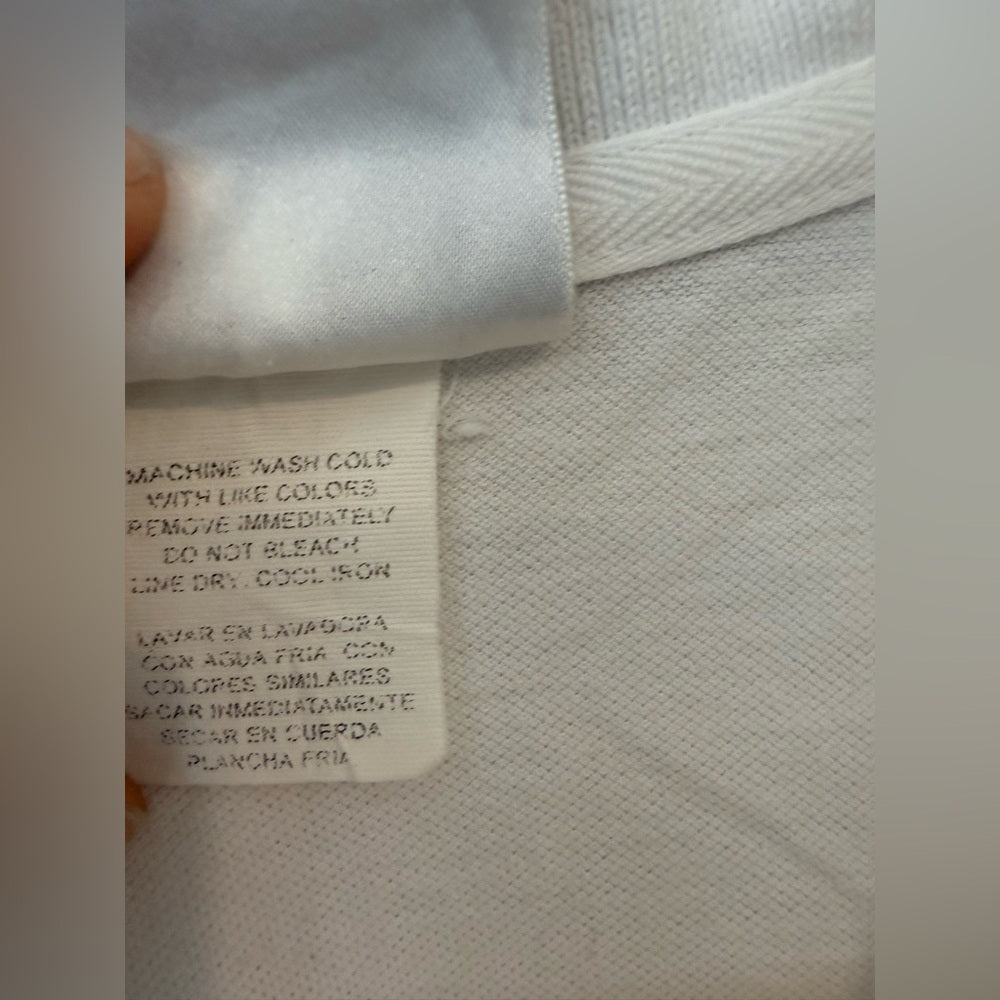 MACHINE WASH COLD
WITH LIKE COLORS
REMOVE IMMEDIATELY
DO NOT BLEACH
LINE DRY. COOL IRON
LAVAR EN LAVADORA
CON AGUA FRIA CON
COLORES SIMILARES
SACAR INMEDIATAMENTE
SECAR EN CUERDA
PLANCHA FRIA